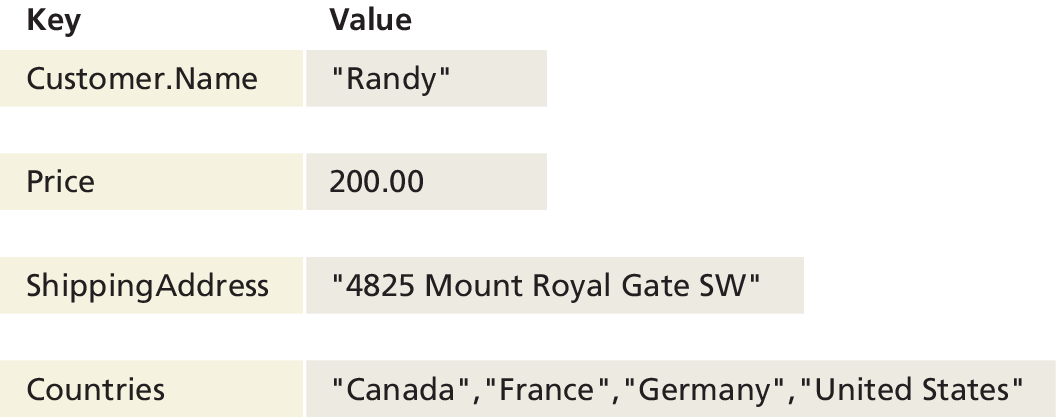 Key Value
Customer.Name "Randy"
Price 200.00
ShippingAddress "4825 Mount Royal Gate SW"
Countries "Canada","France","Germany","United States"